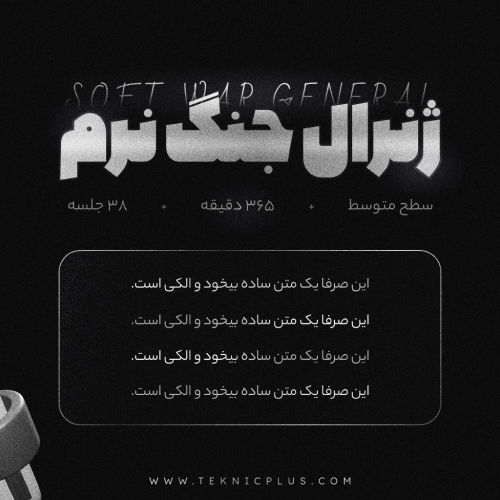 SOFT WAR GENERAL
ژنرال جنگ نرم
سطح متوسط * ۳۶۵ دقیقه * ۳۸ جلسه
این صرفا یک متن ساده بیخود و الکی است.
این صرفا یک متن ساده بیخود و الکی است.
این صرفا یک متن ساده بیخود و الکی است.
این صرفا یک متن ساده بیخود و الکی است.
WWW.TEKNICPLUS.COM